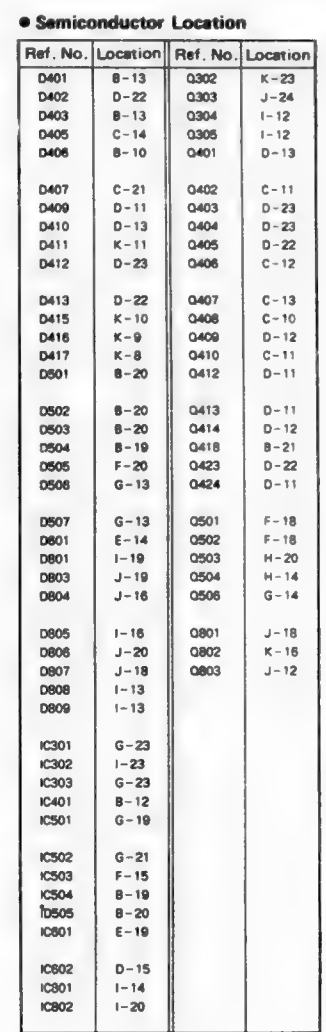 ● Semiconductor Location
Ref. No. Location Ref. No. Location
D401 B-13 Q302 K-23
D402 D-22 Q303 J-24
D403 B-13 Q304 I-12
D405 C-14 Q305 I-12
D406 B-10 Q401 D-13
D407 C-21 Q402 C-11
D409 D-11 Q403 D-23
D410 D-13 Q404 D-23
D411 K-11 Q405 D-22
D412 D-23 Q406 C-12
D413 D-22 Q407 C-13
D415 K-10 Q408 C-10
D416 K-9 Q409 D-12
D417 K-8 Q410 C-11
D501 B-20 Q412 D-11
D502 B-20 Q413 D-11
D503 B-20 Q414 D-12
D504 B-19 Q418 B-21
D505 F-20 Q423 D-22
D506 G-13 Q424 D-11
D507 G-13 Q501 F-18
D601 E-14 Q502 F-18
D801 I-19 Q503 H-20
D803 J-19 Q504 H-14
D804 J-16 Q506 G-14
D805 I-16 Q801 J-18
D806 J-20 Q802 K-16
D807 J-18 Q803 J-12
D808 I-13
D809 I-13
IC301 G-23
IC302 I-23
IC303 G-23
IC401 B-12
IC501 G-19
IC502 G-21
IC503 F-15
IC504 B-19
ID505 B-20
IC601 E-19
IC602 D-15
IC801 I-14
IC802 I-20